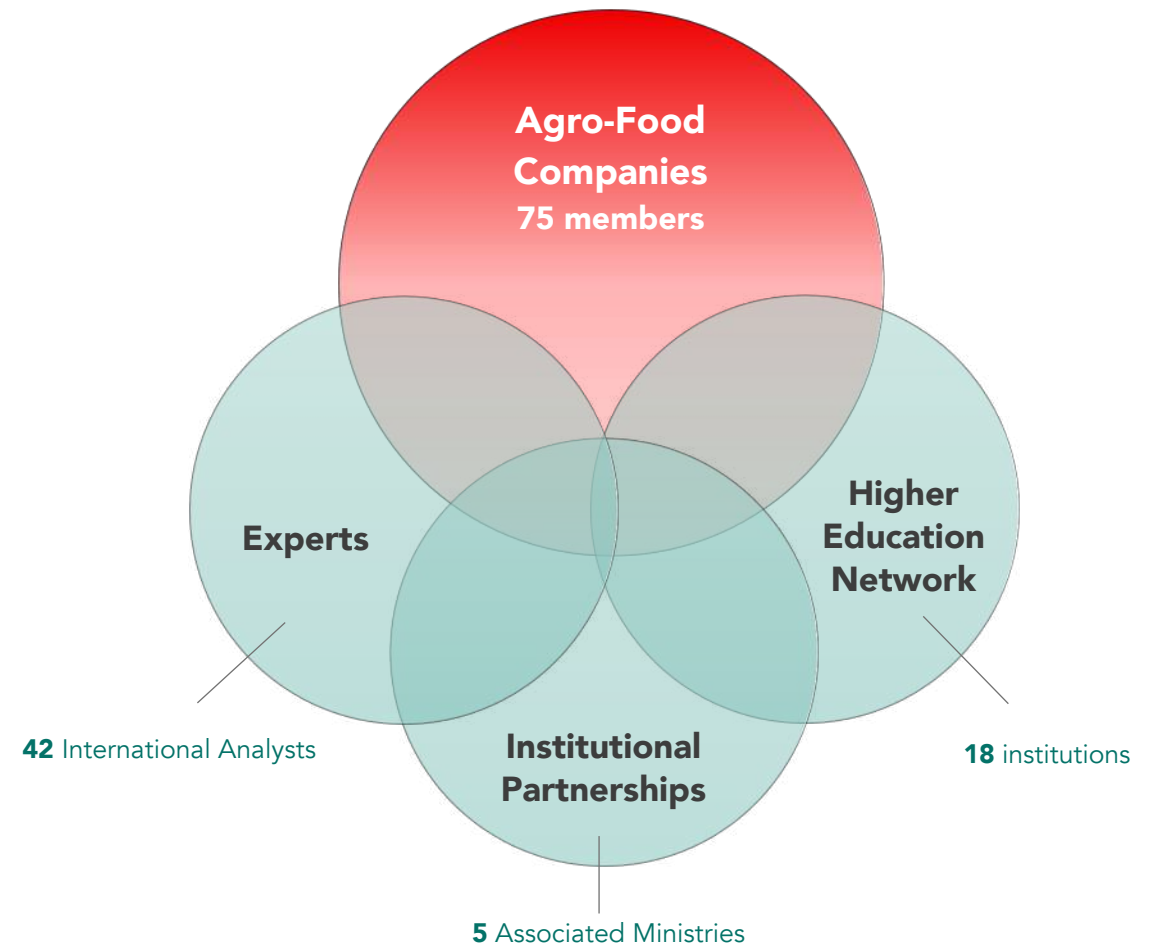 Agro-Food
Companies
75 members
Experts
Higher
Education
Network
Institutional
Partnerships
42 International Analysts
18 institutions
5 Associated Ministries